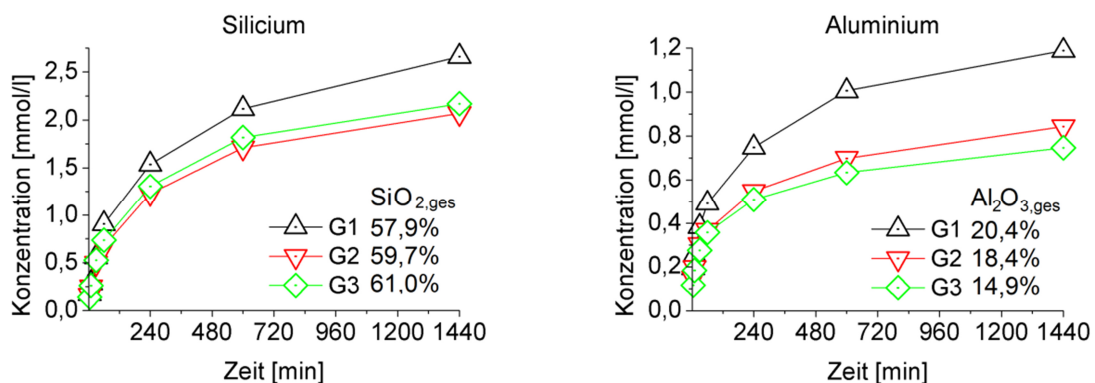 Silicium
Konzentration [mmol/l]
2,5
2,0
1,5
1,0
0,5
0,0
SiO2,ges
G1 57,9%
G2 59,7%
G3 61,0%
240 480 720 960 1200 1440
Zeit [min]
Aluminium
Konzentration [mmol/l]
1,2
1,0
0,8
0,6
0,4
0,2
0,0
Al2O3,ges
G1 20,4%
G2 18,4%
G3 14,9%
240 480 720 960 1200 1440
Zeit [min]